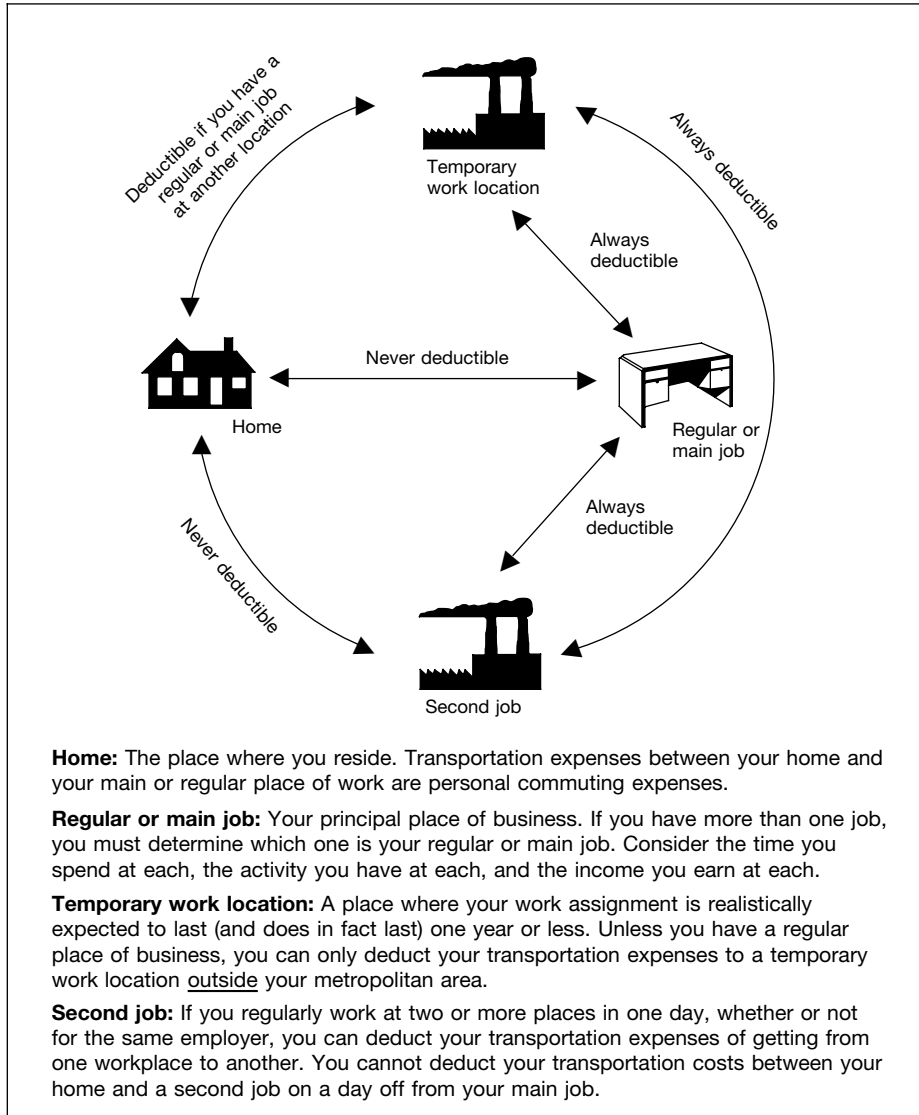 Deductible if you have a
regular or main job
at another location
Temporary
work location
Always deductible
Always
deductible
Never deductible
Home
Regular or
main job
Always
deductible
Never deductible
Second job
Home: The place where you reside. Transportation expenses between your home and
your main or regular place of work are personal commuting expenses.
Regular or main job: Your principal place of business. If you have more than one job,
you must determine which one is your regular or main job. Consider the time you
spend at each, the activity you have at each, and the income you earn at each.
Temporary work location: A place where your work assignment is realistically
expected to last (and does in fact last) one year or less. Unless you have a regular
place of business, you can only deduct your transportation expenses to a temporary
work location outside your metropolitan area.
Second job: If you regularly work at two or more places in one day, whether or not
for the same employer, you can deduct your transportation expenses of getting from
one workplace to another. You cannot deduct your transportation costs between your
home and a second job on a day off from your main job.